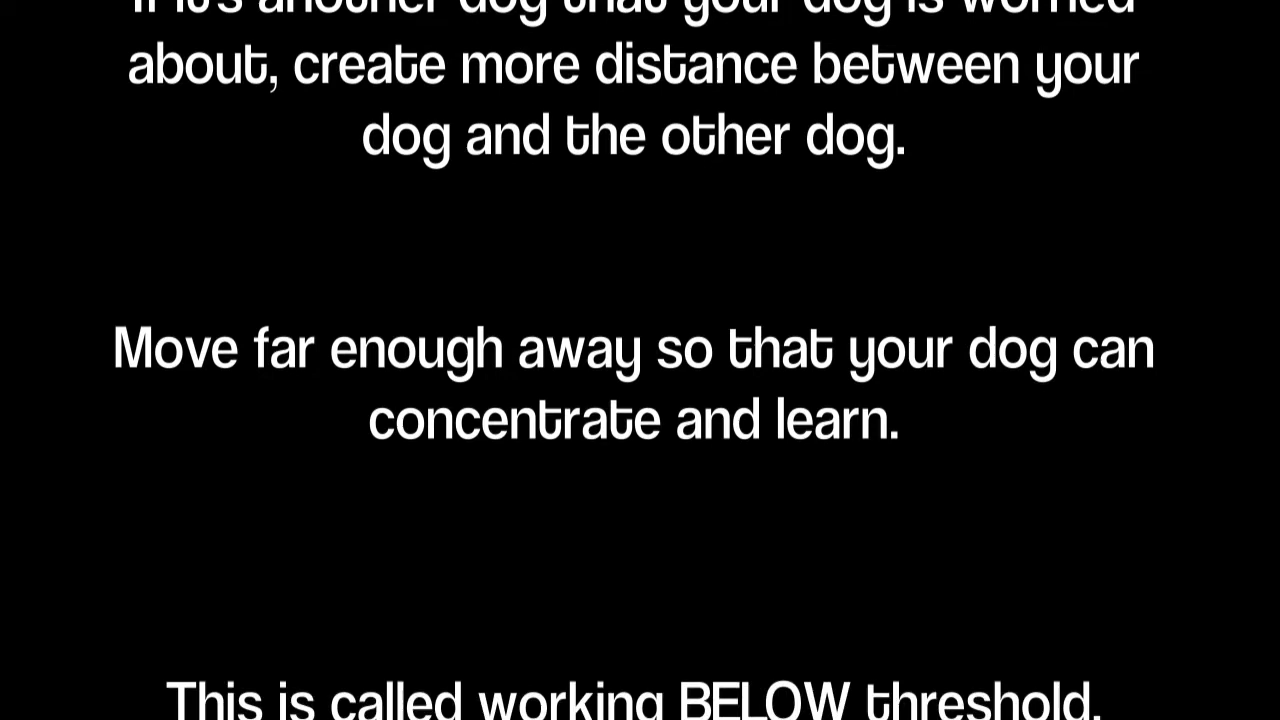 If it's another dog that your dog is worried
about, create more distance between your
dog and the other dog.
Move far enough away so that your dog can
concentrate and learn.
This is called working BELOW threshold.